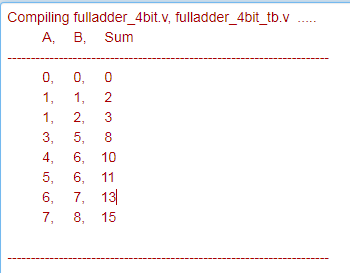 Compiling fulladder_4bit.v, fulladder_4bit_tb.v .....
A, B, Sum
--------------------------------------------------------------------
0, 0, 0
1, 1, 2
1, 2, 3
3, 5, 8
4, 6, 10
5, 6, 11
6, 7, 13
7, 8, 15
--------------------------------------------------------------------